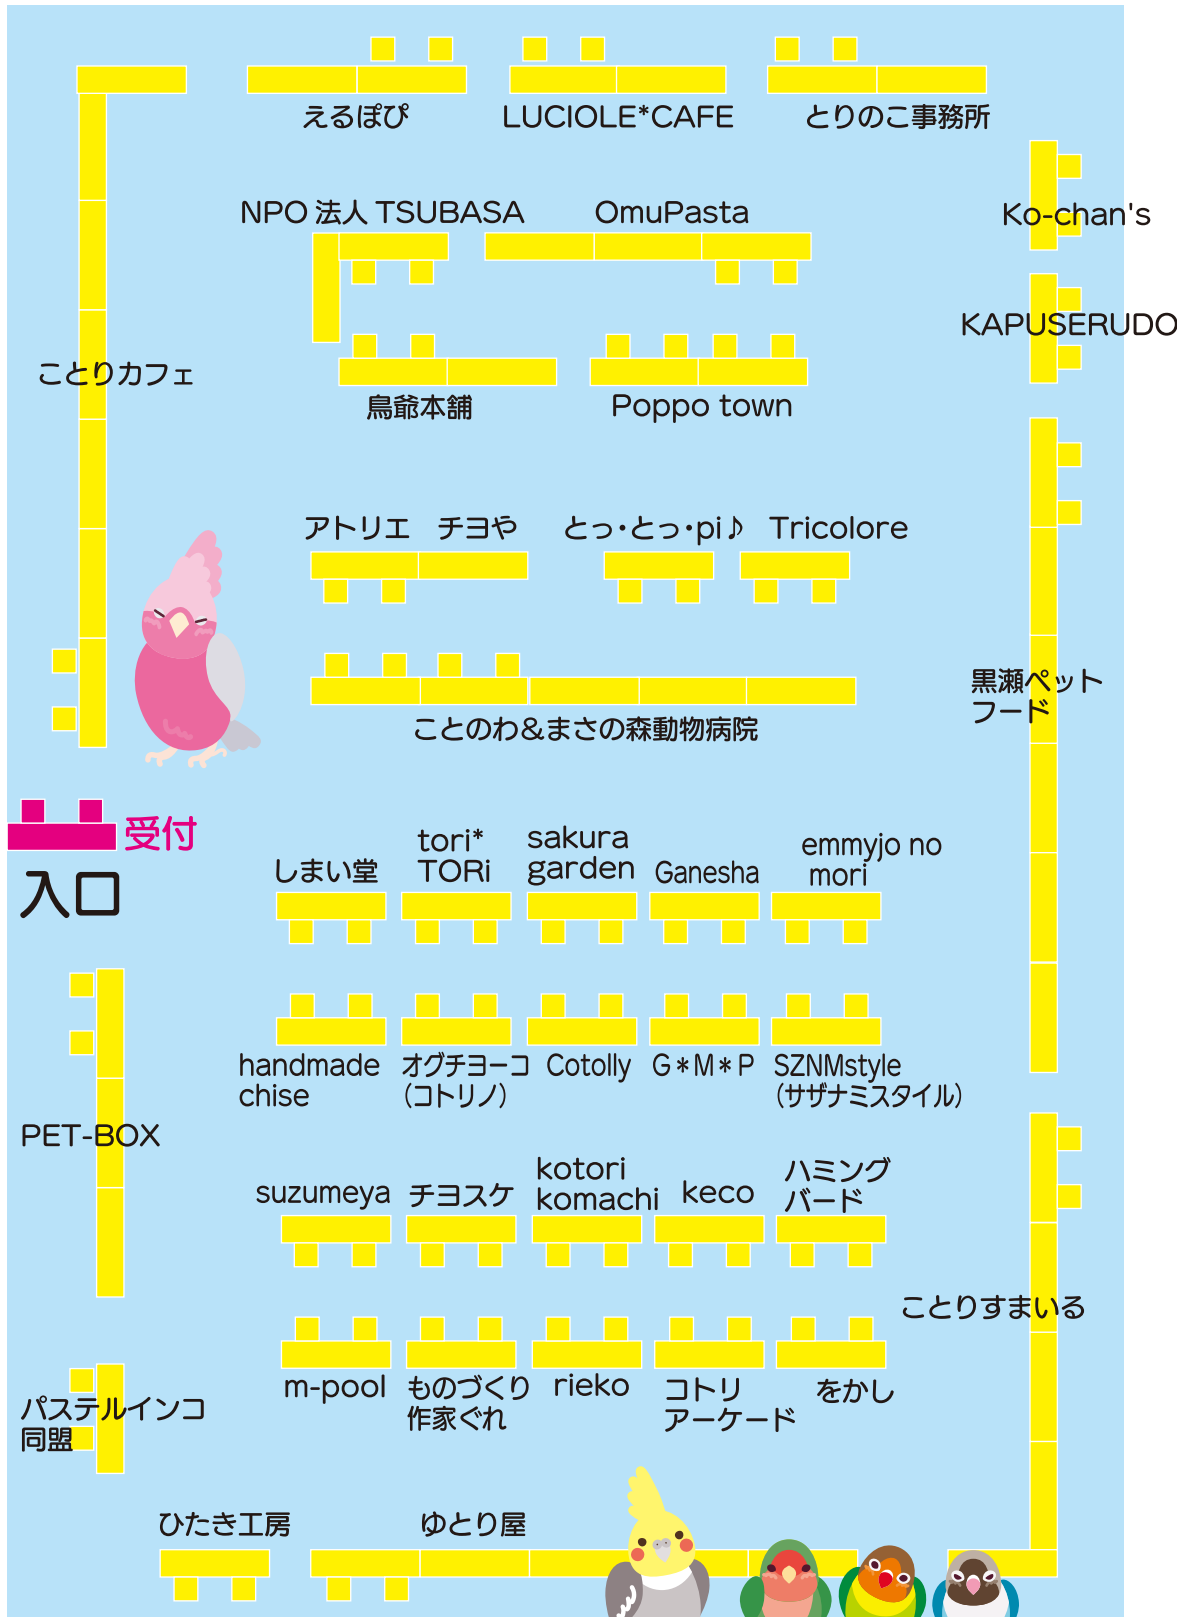 えるぽぴ
LUCIOLE*CAFE
とりのこ事務所
NPO 法人 TSUBASA
OmuPasta
Ko-chan's
KAPUSERUDO
ことりカフェ
鳥爺本舗
Poppo town
アトリエ チヨや
とっ・とっ・pi♪
Tricolore
黒瀬ペット
フード
ことのわ&まさの森動物病院
受付
入口
しまい堂
tori*
TORi
sakura
garden
Ganesha
emmyjo no
mori
handmade
chise
オグチヨーコ
(コトリノ)
Cotolly
G*M*P
SZNMstyle
(サザナミスタイル)
PET-BOX
suzumeya
チヨスケ
kotori
komachi
keco
ハミング
バード
ことりすまいる
m-pool
ものづくり
作家ぐれ
rieko
コトリ
アーケード
をかし
パステルインコ
同盟
ひたき工房
ゆとり屋